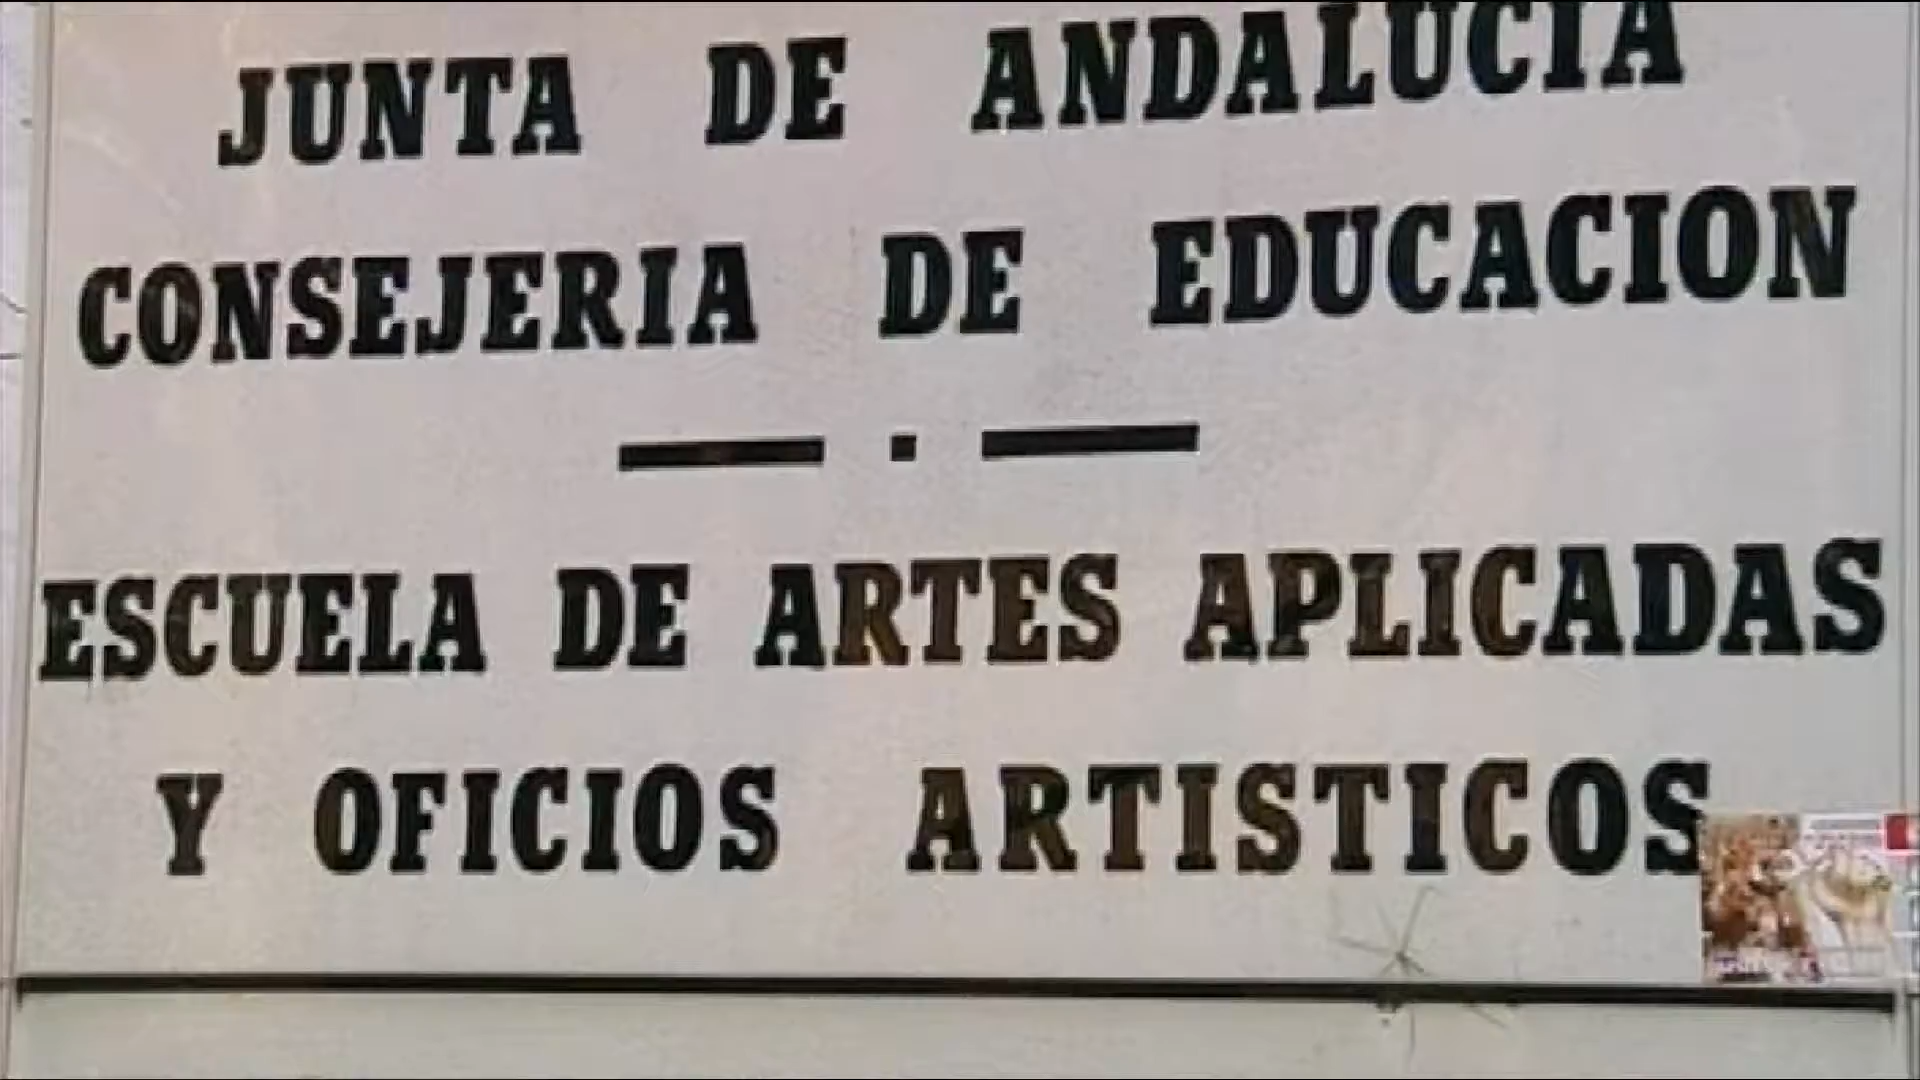 JUNTA DE ANDALUCIA
CONSEJERIA DE EDUCACION
ESCUELA DE ARTES APLICADAS
Y OFICIOS ARTISTICOS